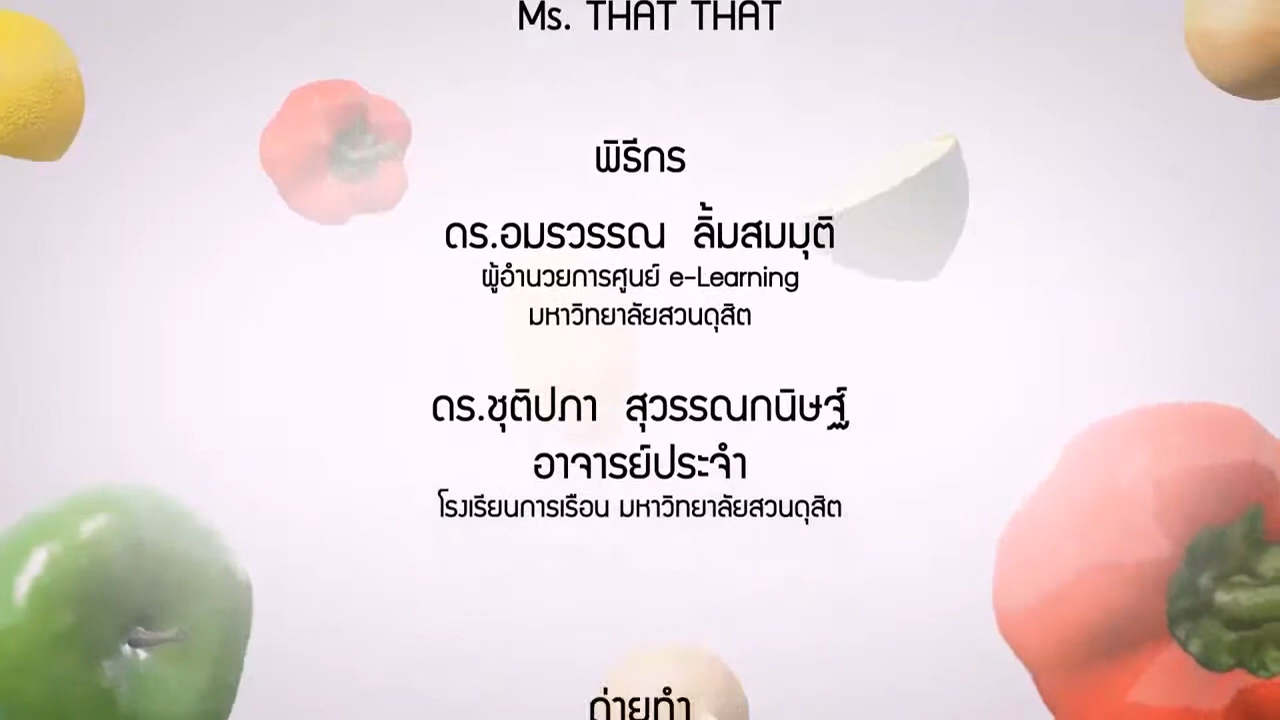 Ms. THAT THAT
พิธีกร
ดร.อมรวรรณ ลิ้มสมมุติ
ผู้อำนวยการศูนย์ e-Learning
มหาวิทยาลัยสวนดุสิต
ดร.ชุติปภา สุวรรณกนิษฐ์
อาจารย์ประจำ
โรงเรียนการเรือน มหาวิทยาลัยสวนดุสิต
ถ่ายทำ